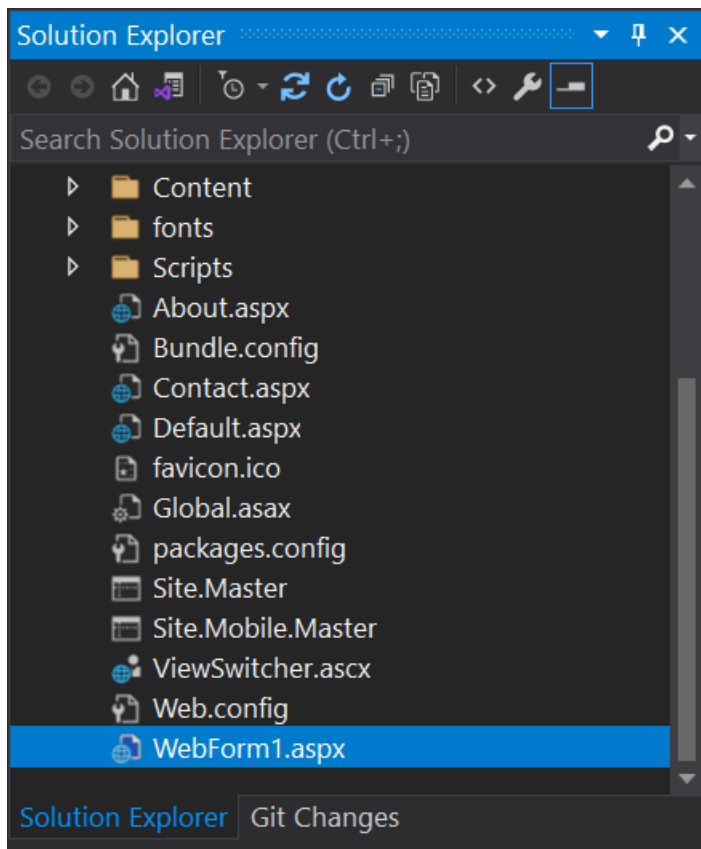 Solution Explorer
Search Solution Explorer (Ctrl+;)
Content
fonts
Scripts
About.aspx
Bundle.config
Contact.aspx
Default.aspx
favicon.ico
Global.asax
packages.config
Site.Master
Site.Mobile.Master
ViewSwitcher.ascx
Web.config
WebForm1.aspx
Solution Explorer Git Changes